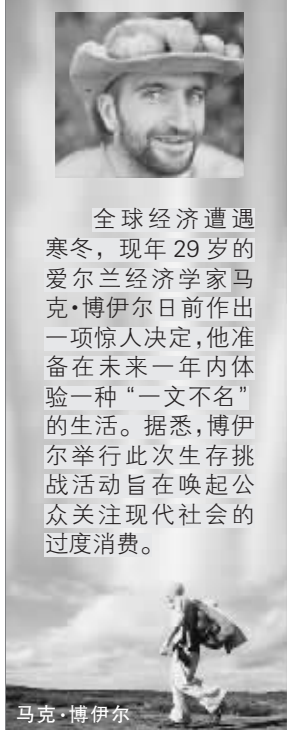 全球经济遭遇
寒冬，现年29岁的
爱尔兰经济学家马
克·博伊尔日前作出
一项惊人决定，他准
备在未来一年内体
验一种“一文不名”
的生活。据悉，博伊
尔举行此次生存挑
战活动旨在唤起公
众关注现代社会的
过度消费。
马克·博伊尔